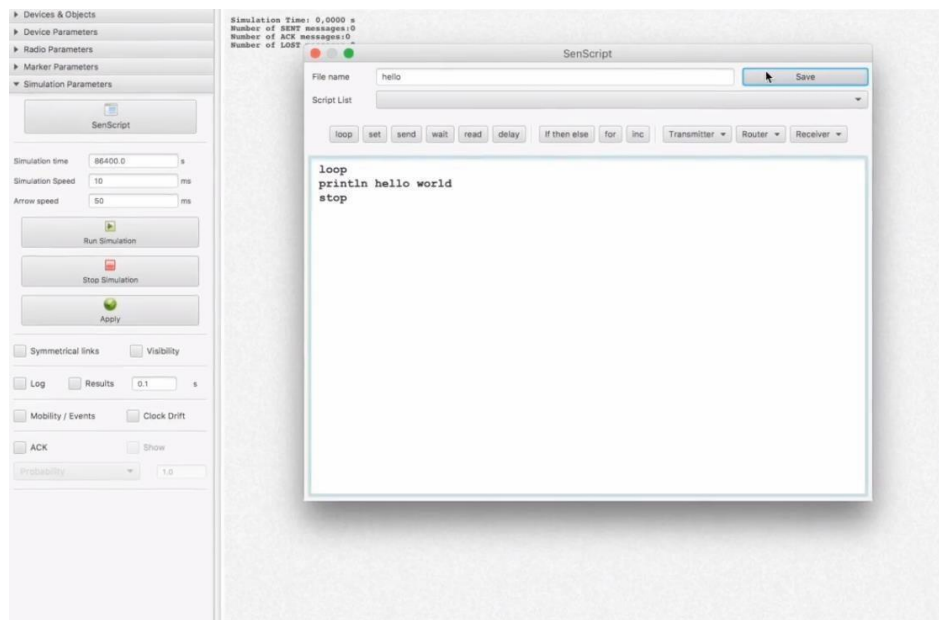 Devices & Objects
Device Parameters
Radio Parameters
Marker Parameters
Simulation Parameters
SenScript
Simulation time 86400.0 s
Simulation Speed 10 ms
Arrow speed 50 ms
Run Simulation
Stop Simulation
Apply
Symmetrical links Visibility
Log Results 0.1 s
Mobility / Events Clock Drift
ACK Show
Probability 1.0
Simulation Time: 0,0000 s
Number of SENT messages:0
Number of ACK messages:0
Number of LOST
SenScript
File name hello Save
Script List
loop set send wait read delay If then else for inc Transmitter Router Receiver
loop
println hello world
stop